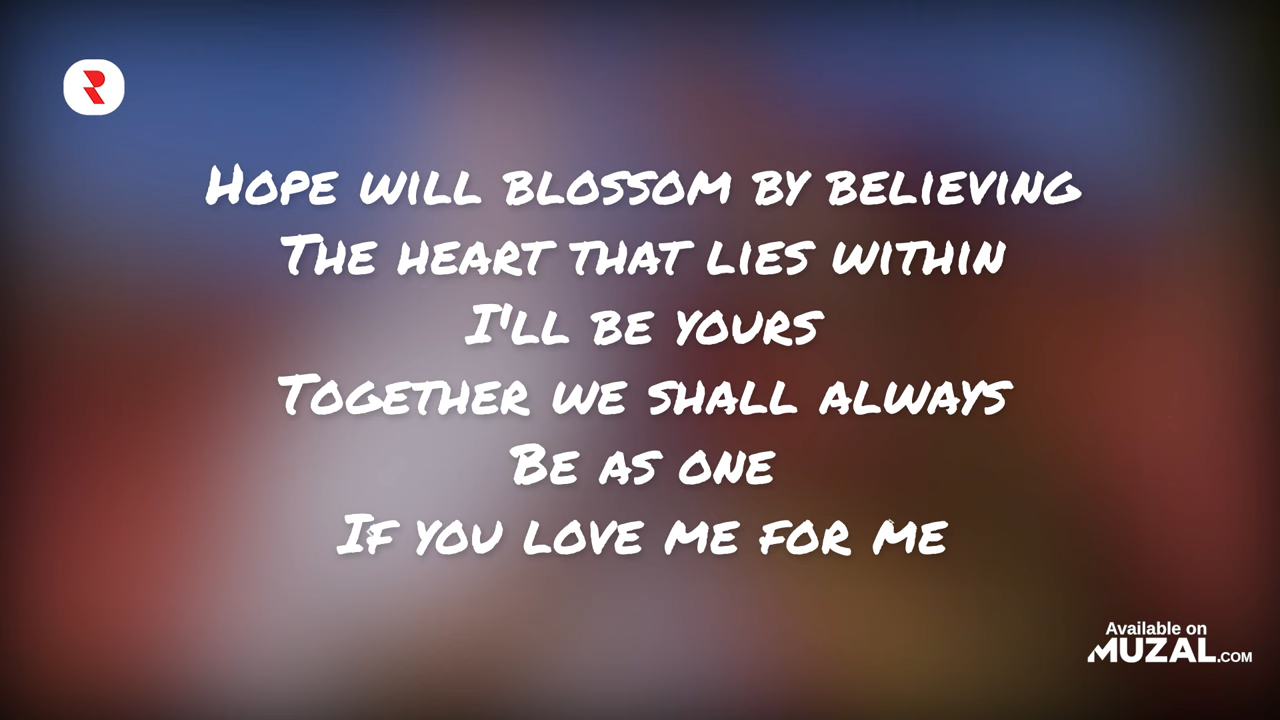 Hope will blossom by believing
The heart that lies within
I'll be yours
Together we shall always
Be as one
If you love me for me
Available on
MUZAL.COM